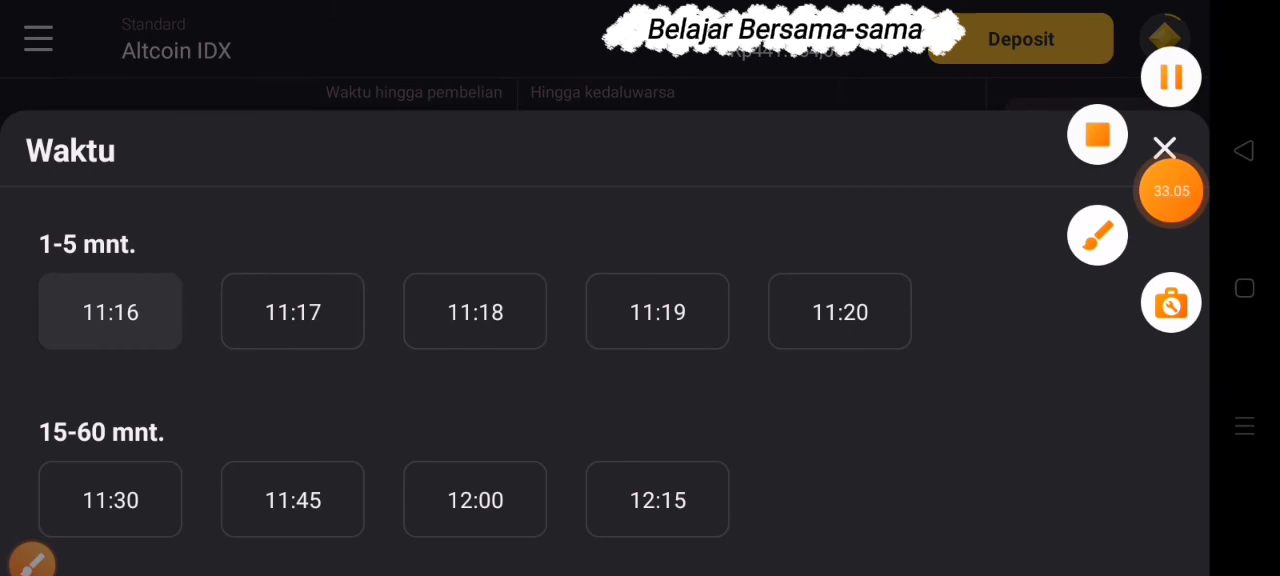 Standard
Belajar Bersama-sama
Altcoin IDX
Deposit
Waktu hingga pembelian
Hingga kedaluwarsa
Waktu
33.05
1-5 mnt.
11:16
11:17
11:18
11:19
11:20
15-60 mnt.
11:30
11:45
12:00
12:15